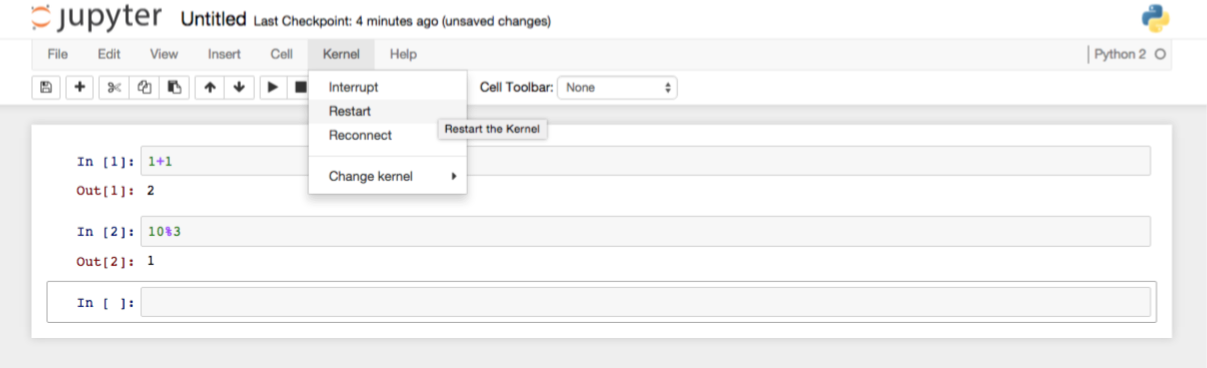 jupyter Untitled Last Checkpoint: 4 minutes ago (unsaved changes)
File Edit View Insert Cell Kernel Help Python 2
Interrupt Cell Toolbar: None
Restart
Restart the Kernel
Reconnect
In [1]: 1+1
Change kernel
Out[1]: 2
In [2]: 10%3
Out[2]: 1
In [ ]: